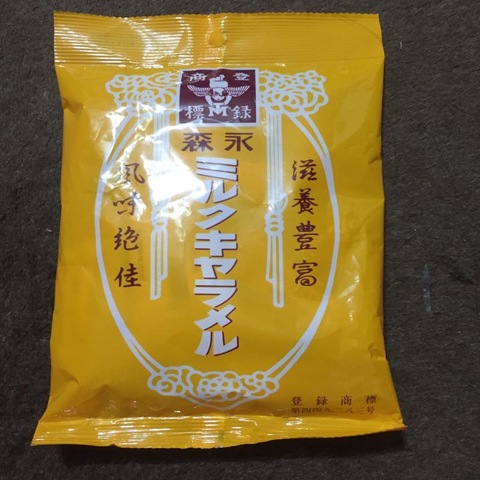 登録
商標
森永
ミルクキャラメル
滋養豊富
風味絶佳
登録商標